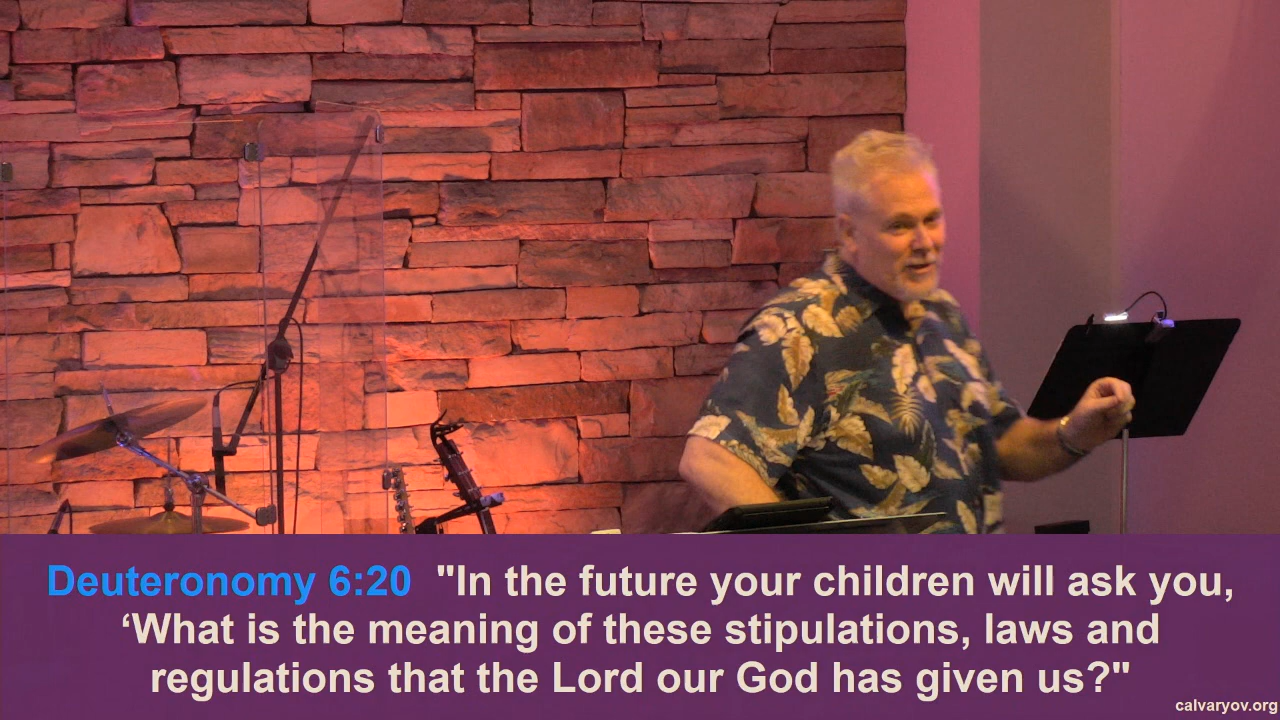 Deuteronomy 6:20 "In the future your children will ask you,
‘What is the meaning of these stipulations, laws and
regulations that the Lord our God has given us?"
calvaryov.org